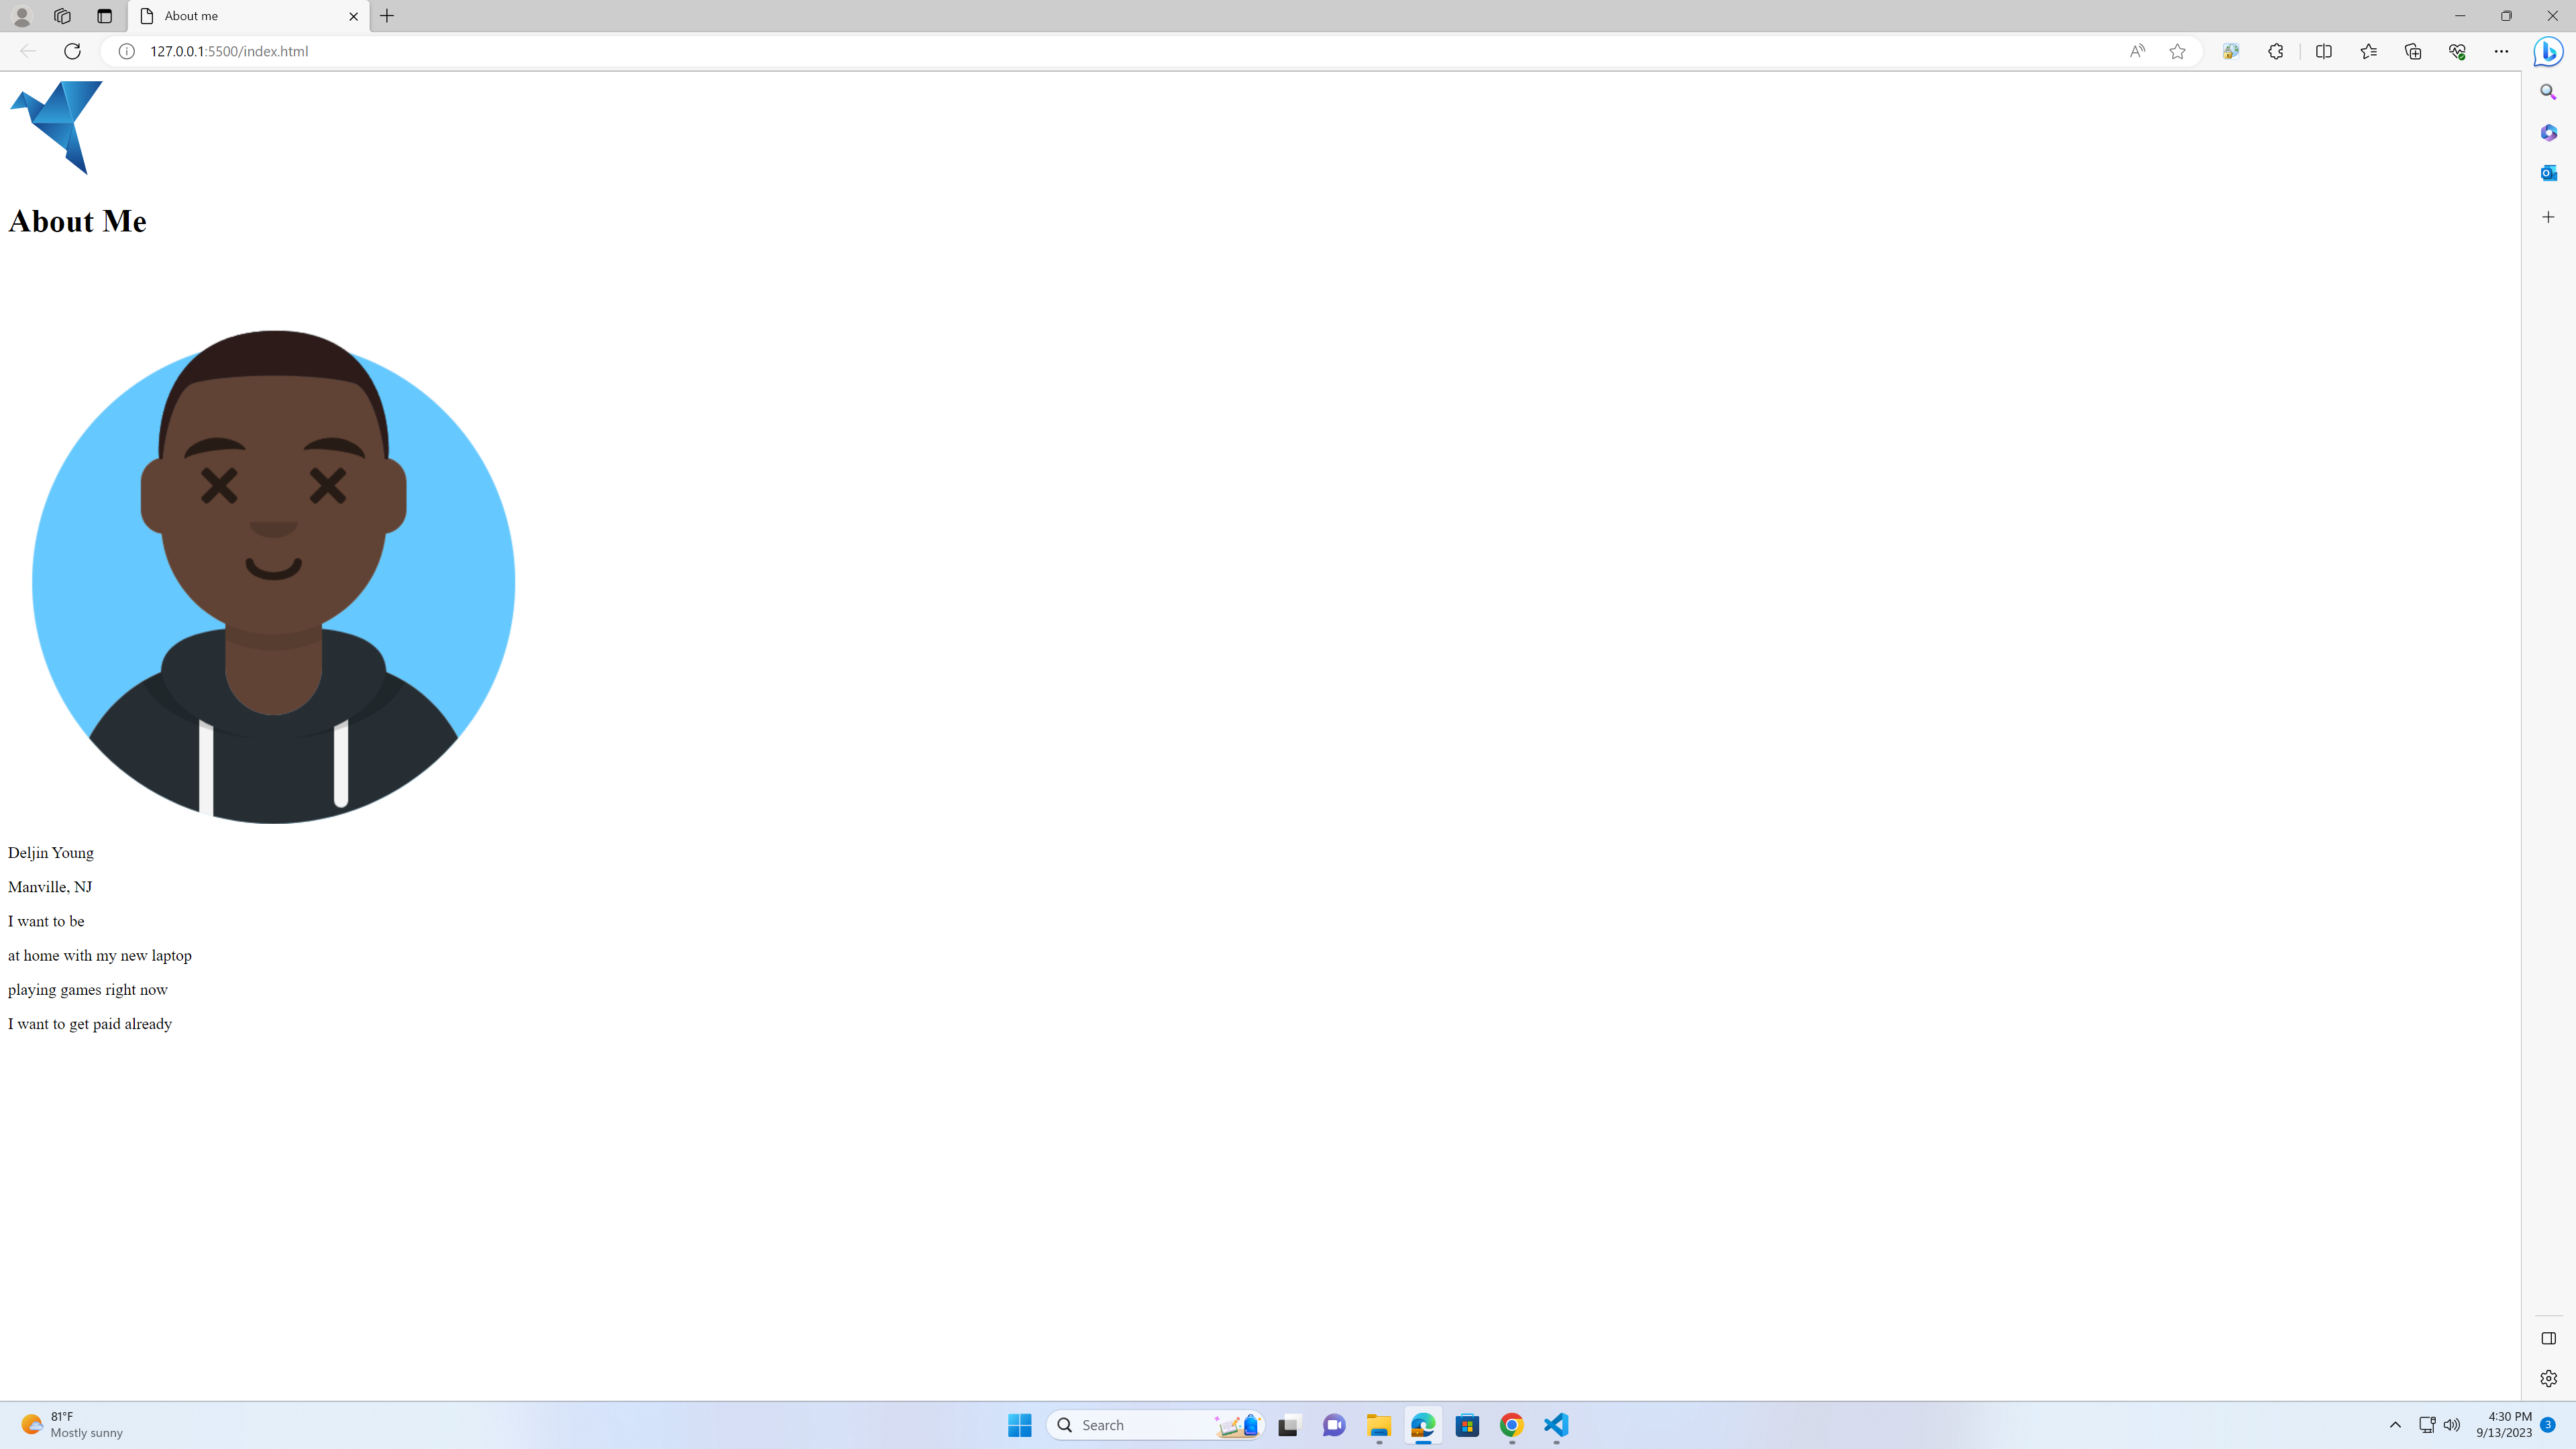 About me
127.0.0.1:5500/index.html
About Me
Deljin Young
Manville, NJ
I want to be
at home with my new laptop
playing games right now
I want to get paid already
81°F
Mostly sunny
Search
4:30 PM
9/13/2023
3